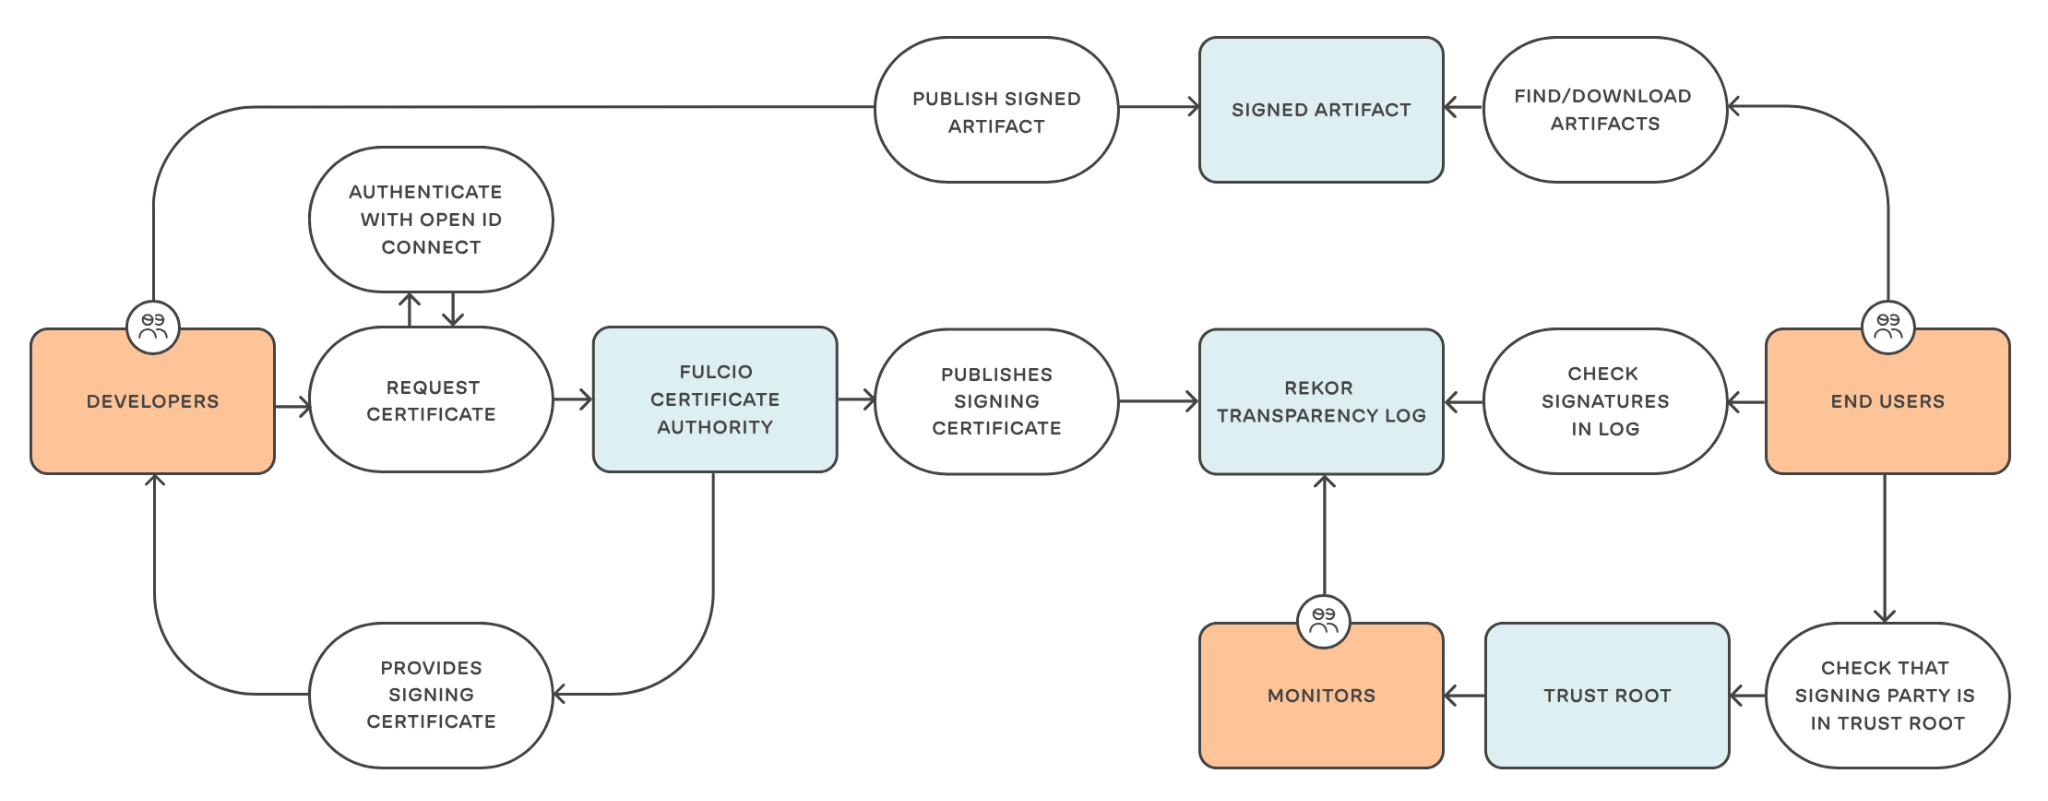 PUBLISH SIGNED
ARTIFACT
SIGNED ARTIFACT
FIND/DOWNLOAD
ARTIFACTS
AUTHENTICATE
WITH OPEN ID
CONNECT
DEVELOPERS
REQUEST
CERTIFICATE
FULCIO
CERTIFICATE
AUTHORITY
PUBLISHES
SIGNING
CERTIFICATE
REKOR
TRANSPARENCY LOG
CHECK
SIGNATURES
IN LOG
END USERS
PROVIDES
SIGNING
CERTIFICATE
MONITORS
TRUST ROOT
CHECK THAT
SIGNING PARTY IS
IN TRUST ROOT